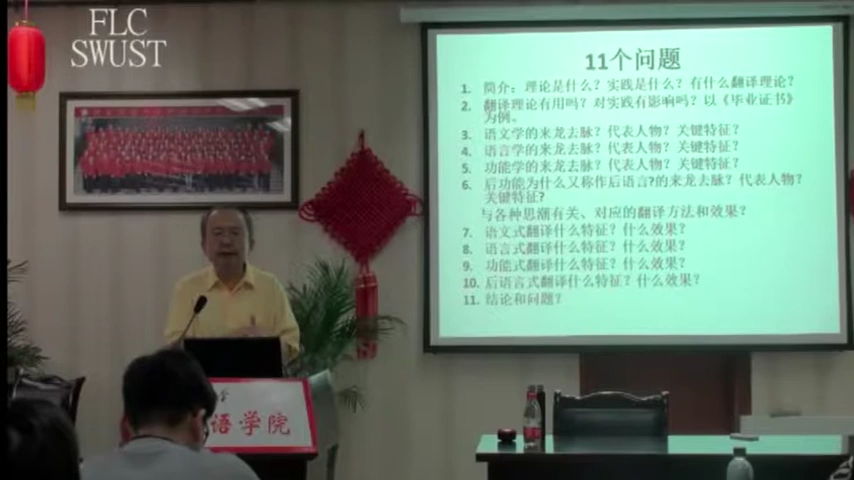 FLC
SWUST
11个问题
1. 简介：理论是什么？实践是什么？有什么翻译理论？
2. 翻译理论有用吗？对实践有影响吗？以《毕业证书》
为例。
3. 语文学的来龙去脉？代表人物？关键特征？
4. 语言学的来龙去脉？代表人物？关键特征？
5. 功能学的来龙去脉？代表人物？关键特征？
6. 后功能为什么又称作后语言?的来龙去脉？代表人物？
关键特征?
与各种思潮有关、对应的翻译方法和效果？
7. 语文式翻译什么特征？什么效果？
8. 语言式翻译什么特征？什么效果？
9. 功能式翻译什么特征？什么效果？
10. 后语言式翻译什么特征？什么效果？
11. 结论和问题？
语学院